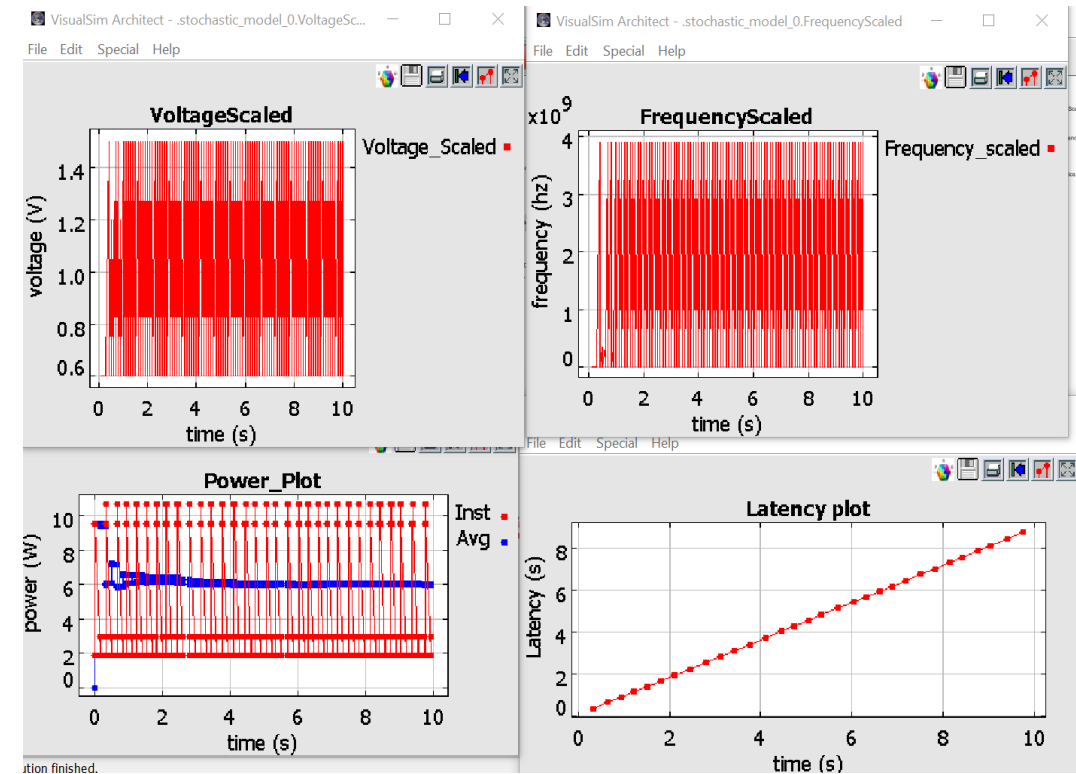 VisualSim Architect - .stochastic_model_0.VoltageSc...
File Edit Special Help
VoltageScaled
Voltage_Scaled
voltage (V)
1.4
1.2
1.0
0.8
0.6
0 2 4 6 8 10
time (s)
VisualSim Architect - .stochastic_model_0.FrequencyScaled
File Edit Special Help
x10^9
FrequencyScaled
Frequency_scaled
frequency (hz)
4
3
2
1
0
0 2 4 6 8 10
time (s)
Power_Plot
Inst
Avg
power (W)
10
8
6
4
2
0
0 2 4 6 8 10
time (s)
ution finished.
File Edit Special Help
Latency plot
Latency (s)
8
6
4
2
0
0 2 4 6 8 10
time (s)